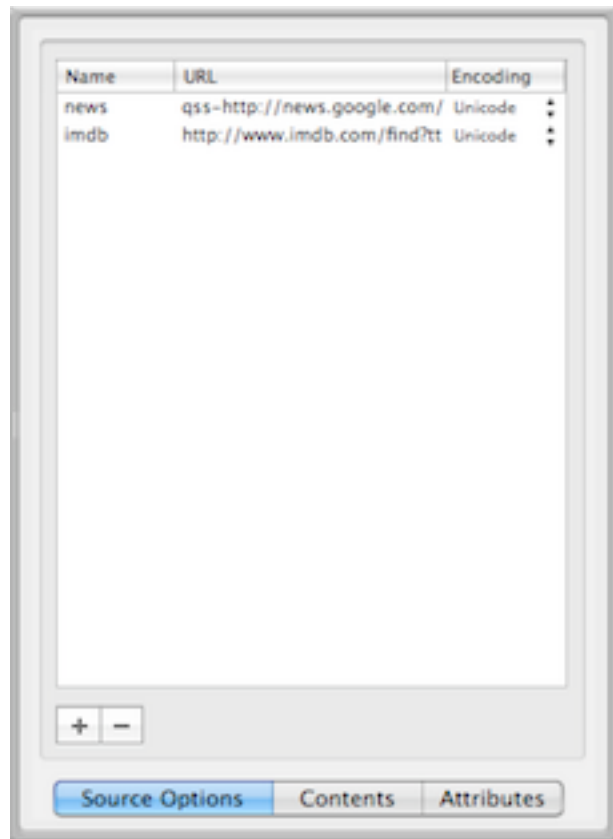 Name URL Encoding
news qss-http://news.google.com/ Unicode
imdb http://www.imdb.com/find?tt Unicode
+ −
Source Options Contents Attributes